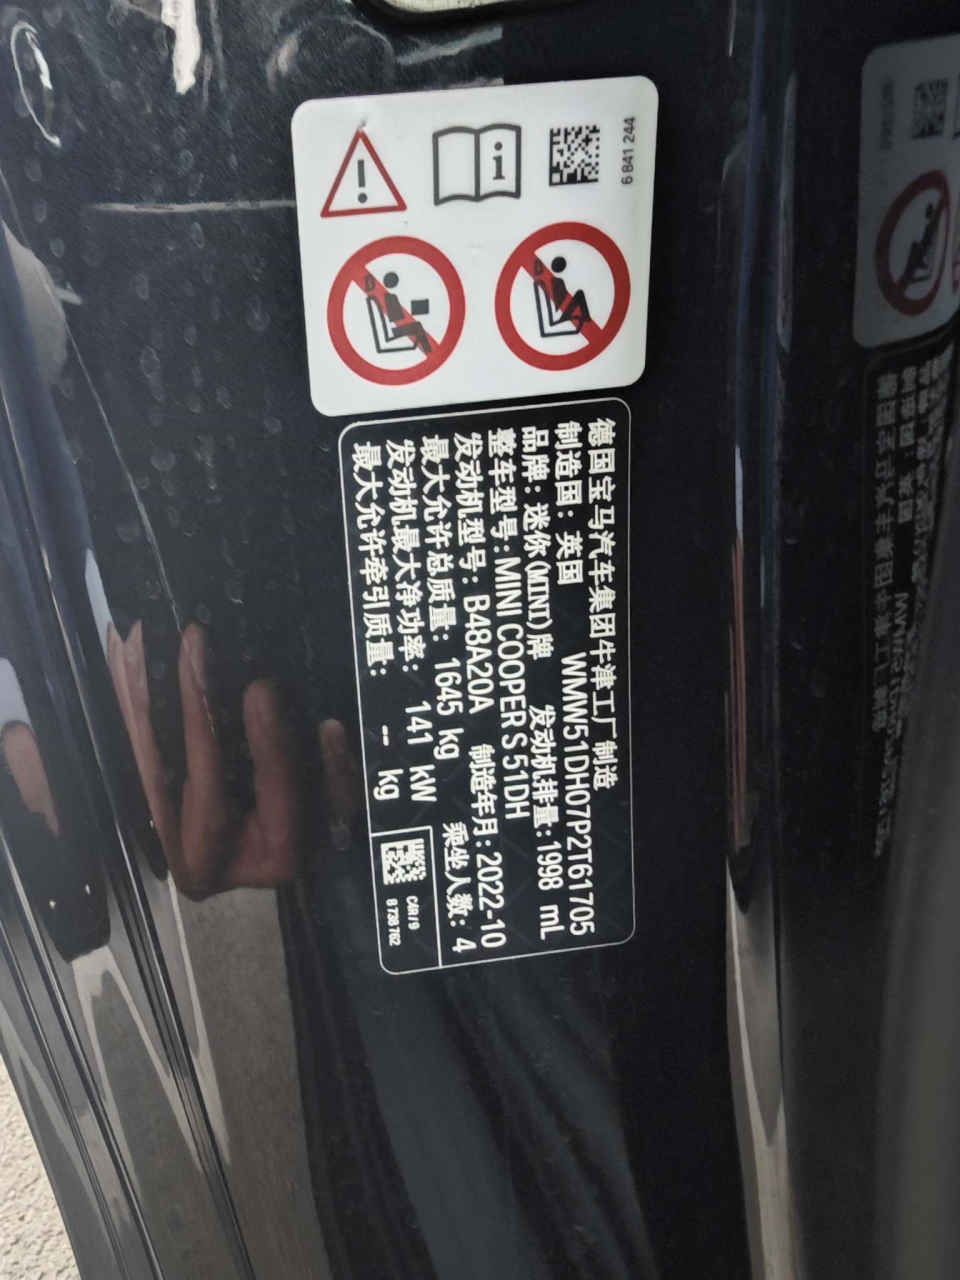 6 841 244
德国宝马汽车集团牛津工厂 制造
制造国：英国 WMW51DH07P2T61705
品牌：迷你(MINI)牌 发动机排量：1998 mL
整车型号：MINI COOPER S 51DH
发动机型号：B48A20A 制造年月：2022-10
最大允许总质量：1645 kg 乘坐人数：4
发动机最大净功率：141 kW
最大允许牵引质量： -- kg
C4R / 9
8 738 762